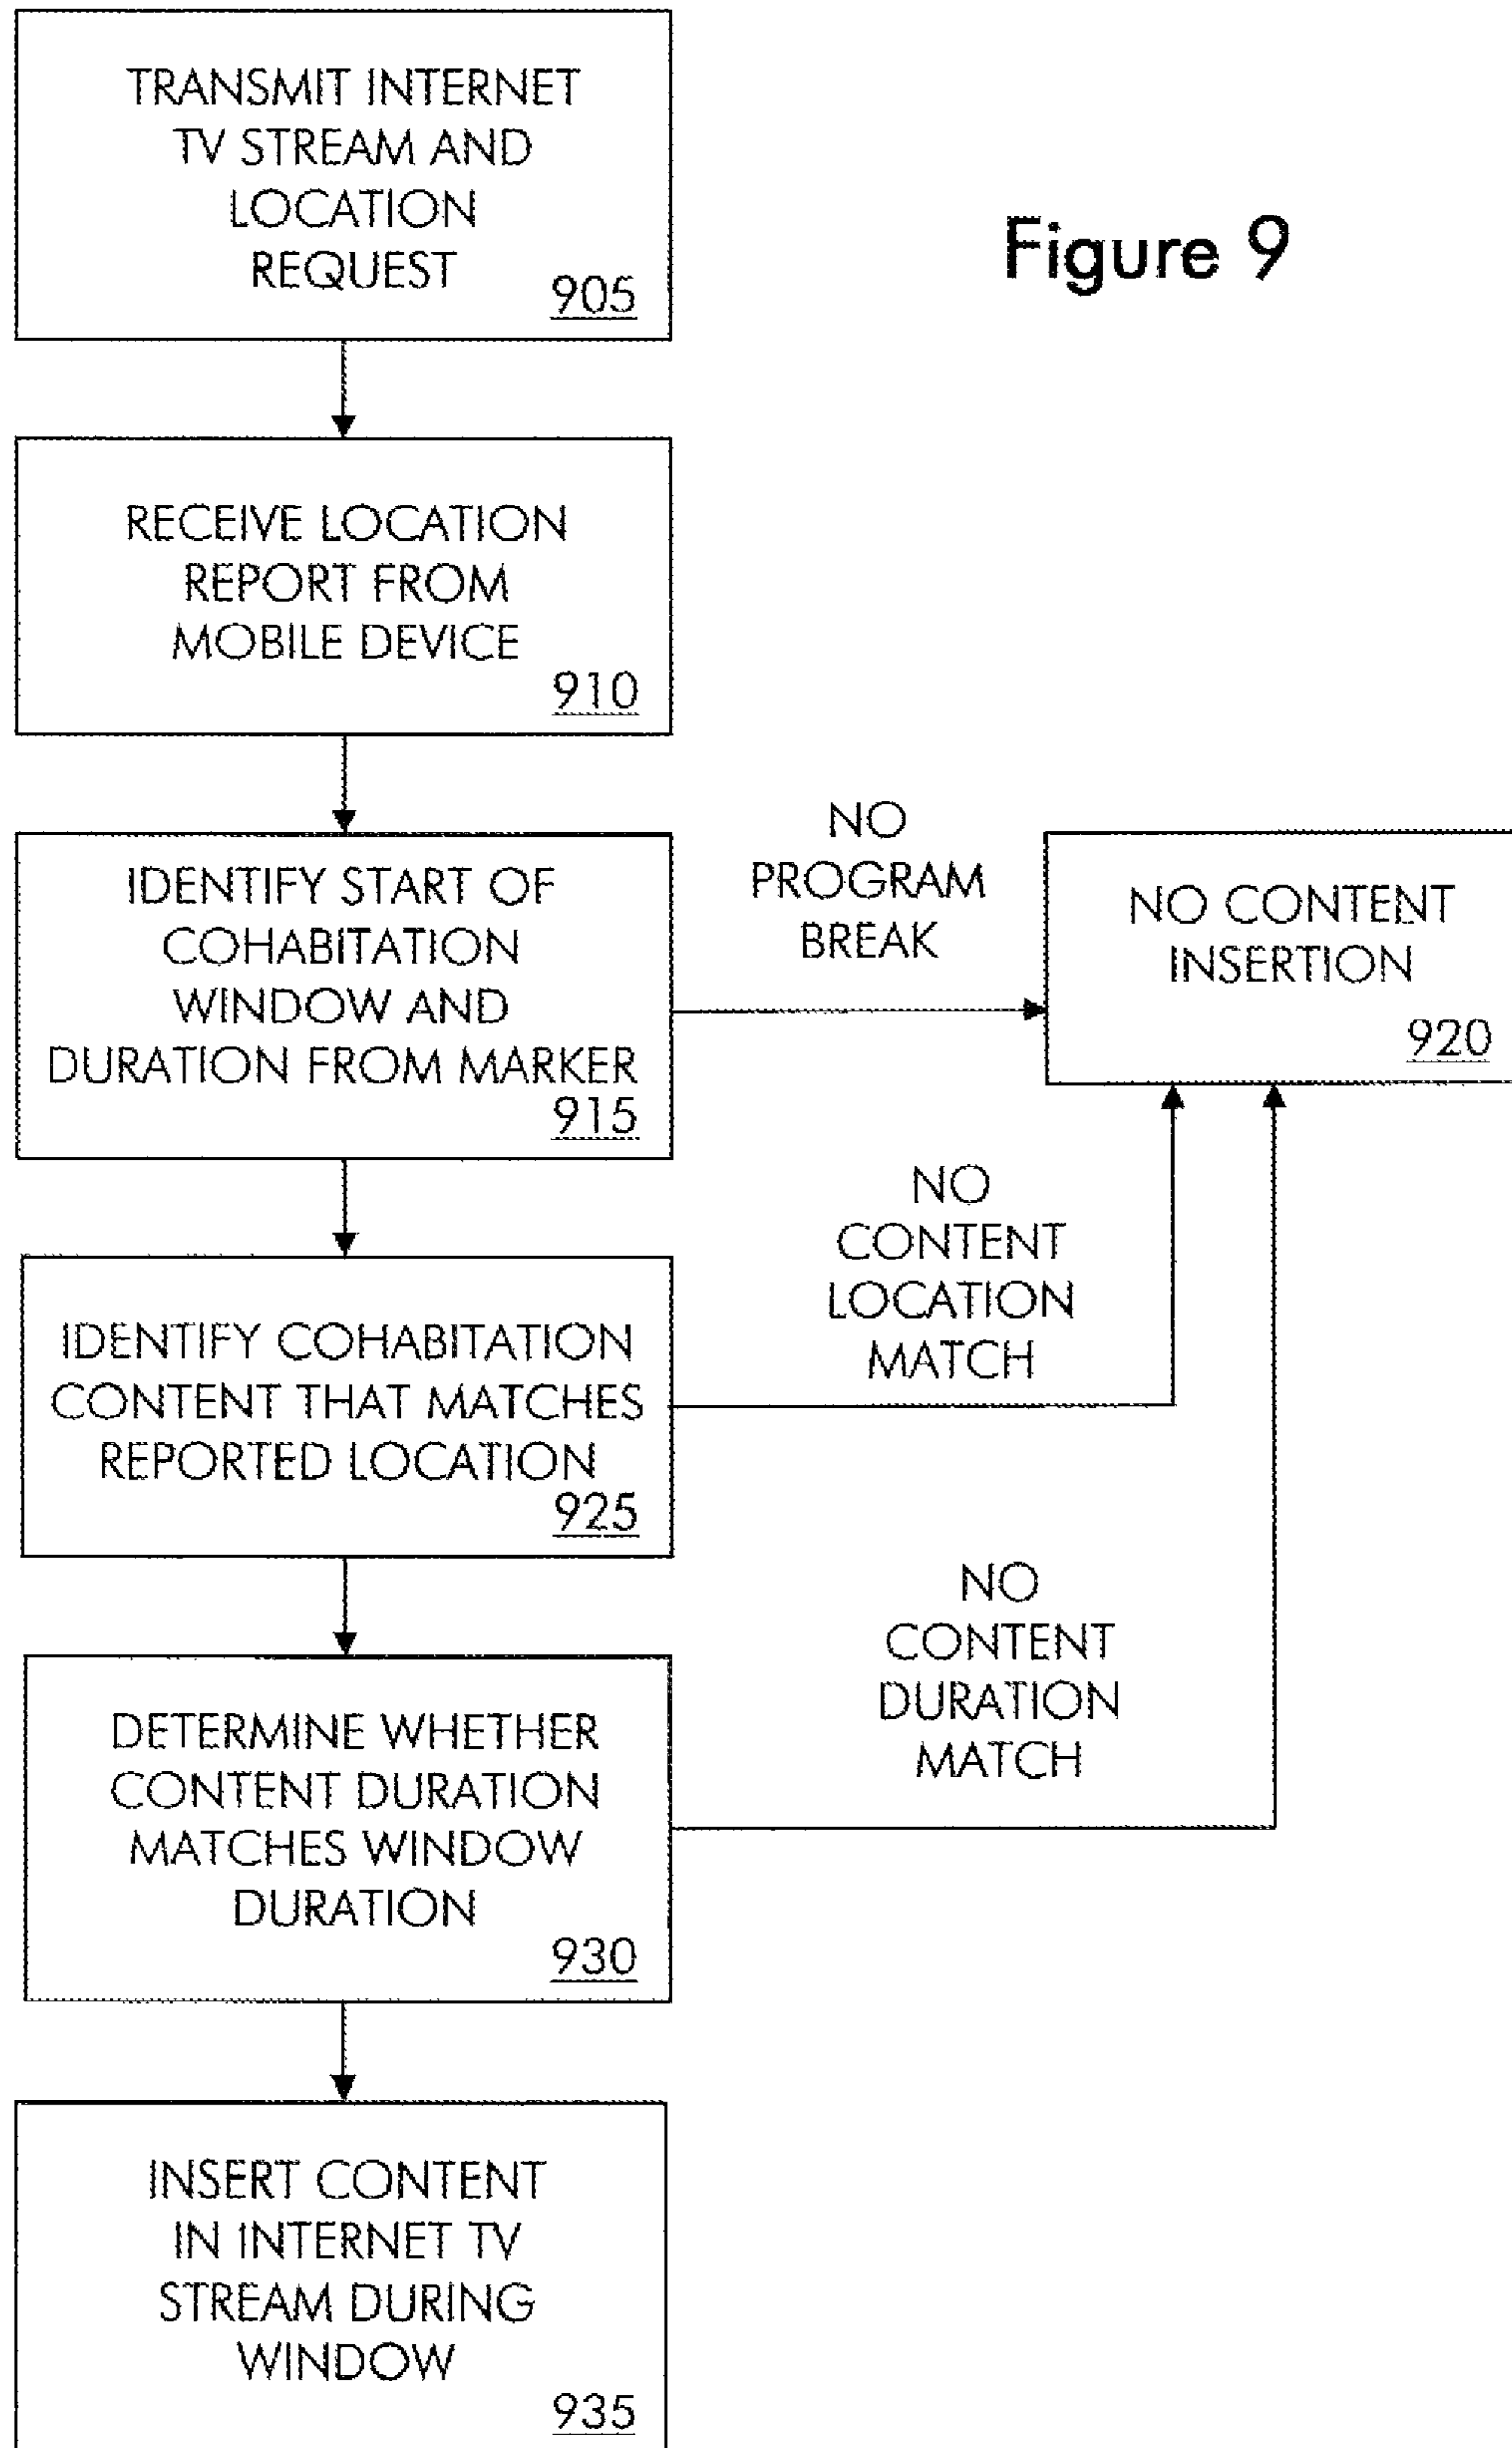 TRANSMIT INTERNET
TV STREAM AND
LOCATION
REQUEST
905
Figure 9
RECEIVE LOCATION
REPORT FROM
MOBILE DEVICE
910
IDENTIFY START OF
COHABITATION
WINDOW AND
DURATION FROM MARKER
915
NO
PROGRAM
BREAK
NO CONTENT
INSERTION
920
IDENTIFY COHABITATION
CONTENT THAT MATCHES
REPORTED LOCATION
925
NO
CONTENT
LOCATION
MATCH
DETERMINE WHETHER
CONTENT DURATION
MATCHES WINDOW
DURATION
930
NO
CONTENT
DURATION
MATCH
INSERT CONTENT
IN INTERNET TV
STREAM DURING
WINDOW
935